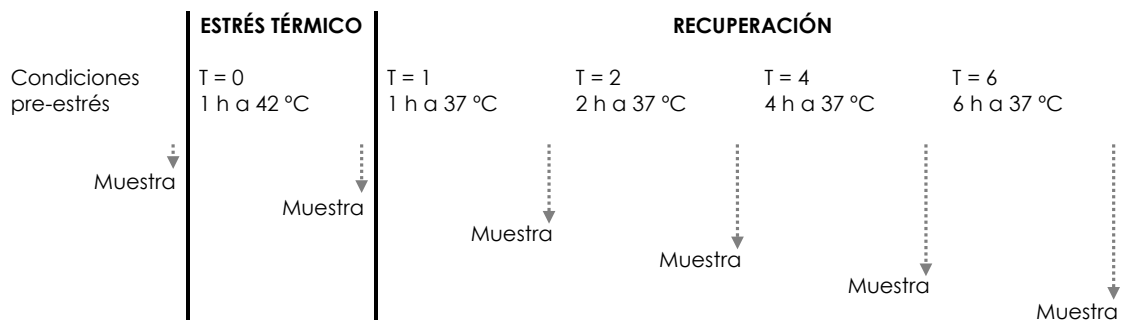 ESTRÉS TÉRMICO
RECUPERACIÓN
Condiciones
pre-estrés
T = 0
1 h a 42 ºC
T = 1
1 h a 37 ºC
T = 2
2 h a 37 ºC
T = 4
4 h a 37 ºC
T = 6
6 h a 37 ºC
Muestra
Muestra
Muestra
Muestra
Muestra
Muestra